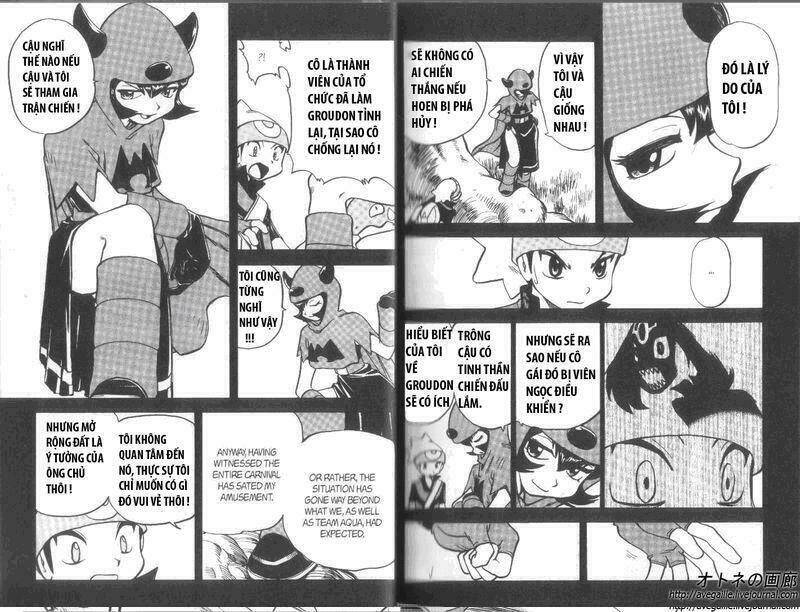 ĐÓ LÀ LÝ
DO CỦA
TÔI !
VÌ VẬY
TÔI VÀ
CẬU
GIỐNG
NHAU !
SẼ KHÔNG CÓ
AI CHIẾN
THẮNG NẾU
HOEN BỊ PHÁ
HỦY !
...
NHƯNG SẼ RA
SAO NẾU CÔ
GÁI ĐÓ BỊ VIÊN
NGỌC ĐIỀU
KHIỂN ?
TRÔNG
CẬU CÓ
TINH THẦN
CHIẾN ĐẤU
LẮM.
HIỂU BIẾT
CỦA TÔI
VỀ
GROUDON
SẼ CÓ ÍCH
?!
CÔ LÀ THÀNH
VIÊN CỦA TỔ
CHỨC ĐÃ LÀM
GROUDON TỈNH
LẠI, TẠI SAO CÔ
CHỐNG LẠI NÓ !
CẬU NGHĨ
THẾ NÀO NẾU
CẬU VÀ TÔI
SẼ THAM GIA
TRẬN CHIẾN !
TÔI CŨNG
TỪNG
NGHĨ
NHƯ VẬY
!!!
OR RATHER, THE
SITUATION HAS
GONE WAY BEYOND
WHAT WE, AS WELL
AS TEAM AQUA, HAD
EXPECTED.
ANYWAY, HAVING
WITNESSED THE
ENTIRE CARNIVAL
HAS SATED MY
AMUSEMENT.
TÔI KHÔNG
QUAN TÂM ĐẾN
NÓ, THỰC SỰ TÔI
CHỈ MUỐN CÓ GÌ
ĐÓ VUI VẺ THÔI !
NHƯNG MỞ
RỘNG ĐẤT LÀ
Ý TƯỞNG CỦA
ÔNG CHỦ
THÔI !
オトネの画廊
http://avegaille.livejournal.com